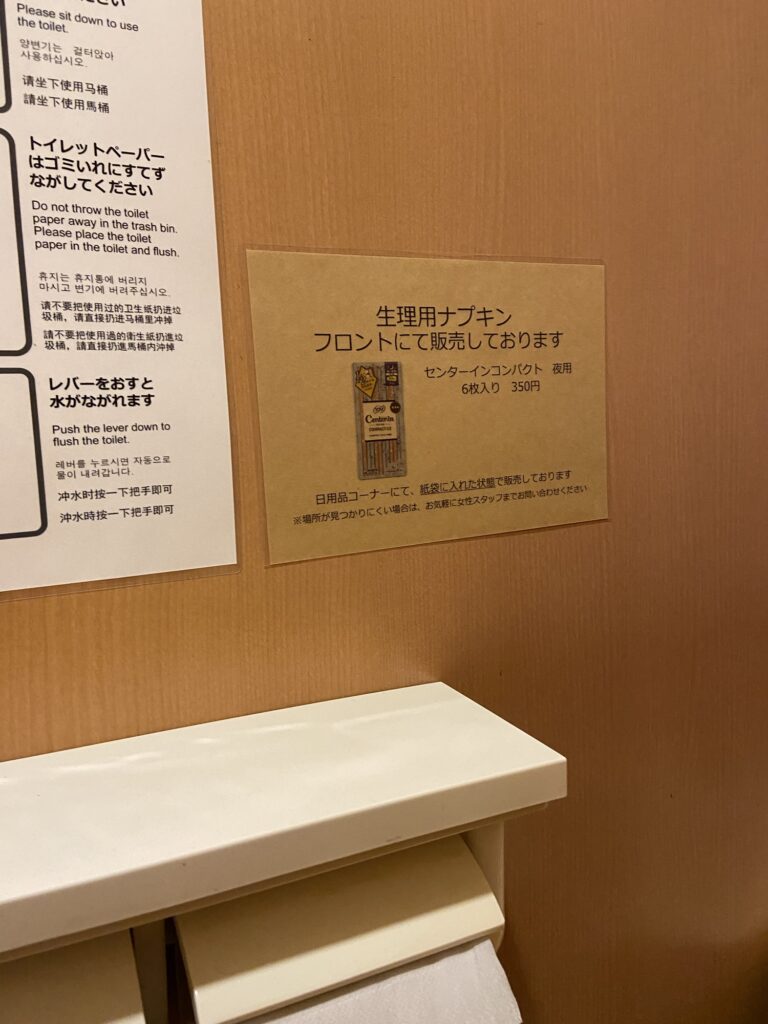 ださい
Please sit down to use
the toilet.
양변기는 걸터앉아
사용하십시오.
请坐下使用马桶
請坐下使用馬桶
トイレットペーパー
はゴミいれにすてず
ながしてください
Do not throw the toilet
paper away in the trash bin.
Please place the toilet
paper in the toilet and flush.
휴지는 휴지통에 버리지
마시고 변기에 버려주십시오.
请不要把使用过的卫生纸扔进垃
圾桶，请直接扔进马桶里冲掉
請不要把使用過的衛生紙扔進垃
圾桶，請直接扔進馬桶內沖掉
レバーをおすと
水がながれます
Push the lever down to
flush the toilet.
레버를 누르시면 자동으로
물이 내려갑니다.
冲水时按一下把手即可
沖水時按一下把手即可
生理用ナプキン
フロントにて販売しております
センターインコンパクト 夜用
6枚入り 350円
Centerin
COMPACT
日用品コーナーにて、紙袋に入れた状態で販売しております
※場所が見つかりにくい場合は、お気軽に女性スタッフまでお問い合わせください